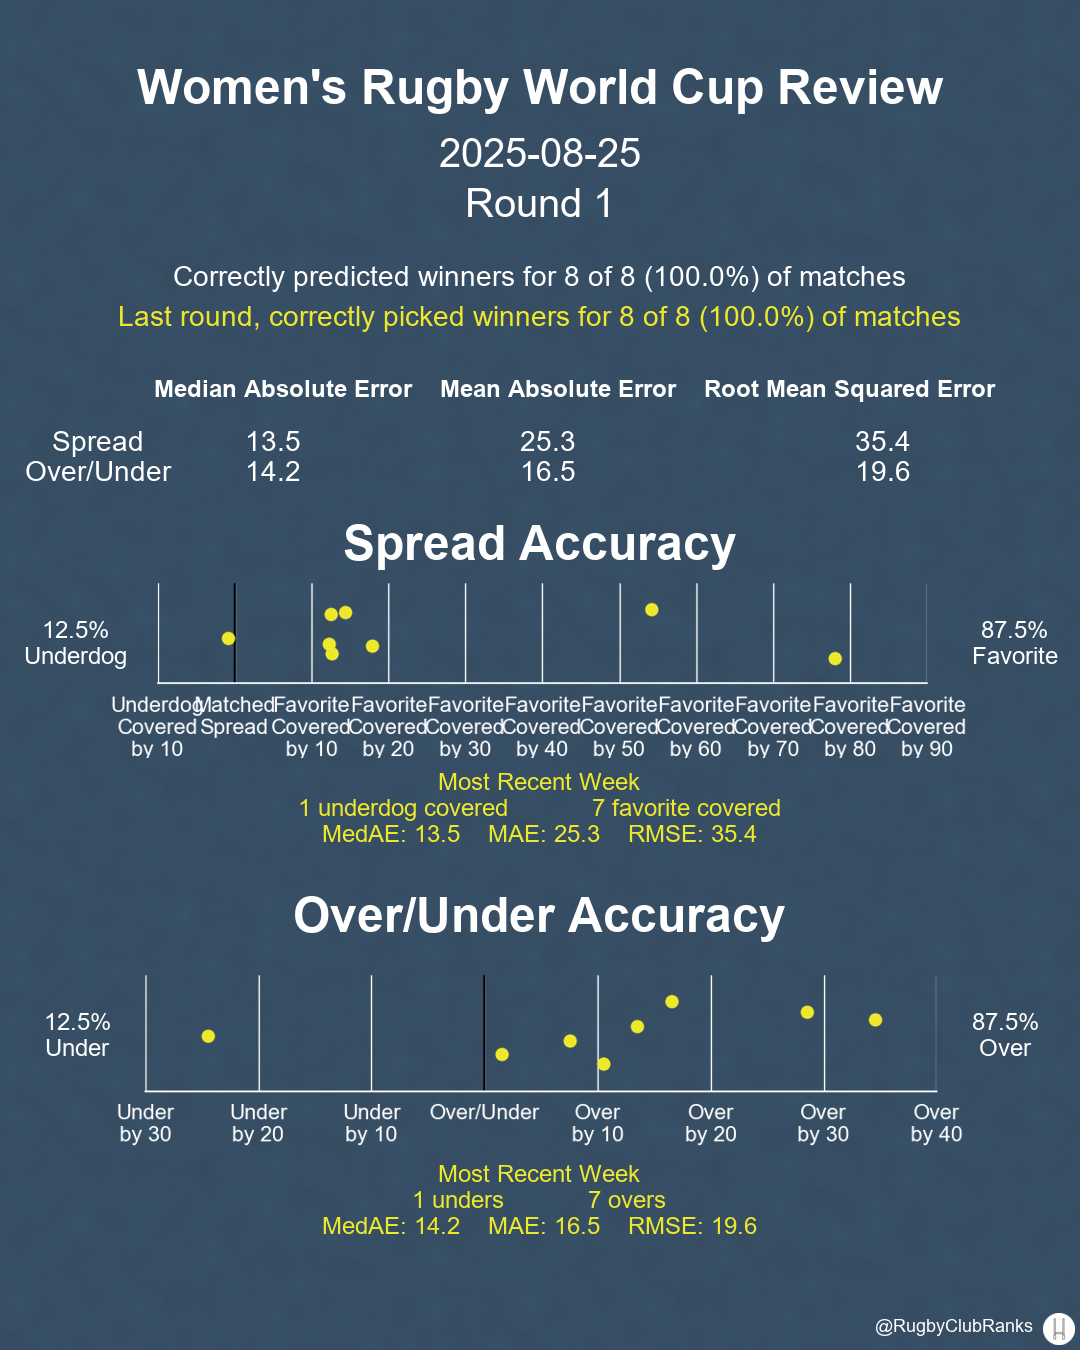 Women's Rugby World Cup Review
2025-08-25
Round 1
Correctly predicted winners for 8 of 8 (100.0%) of matches
Last round, correctly picked winners for 8 of 8 (100.0%) of matches
Median Absolute Error Mean Absolute Error Root Mean Squared Error
Spread 13.5 25.3 35.4
Over/Under 14.2 16.5 19.6
Spread Accuracy
12.5% 87.5%
Underdog Favorite
Underdog Matched Favorite Favorite Favorite Favorite Favorite Favorite Favorite Favorite Favorite
Covered Spread Covered Covered Covered Covered Covered Covered Covered Covered Covered
by 10 by 10 by 20 by 30 by 40 by 50 by 60 by 70 by 80 by 90
Most Recent Week
1 underdog covered 7 favorite covered
MedAE: 13.5 MAE: 25.3 RMSE: 35.4
Over/Under Accuracy
12.5% 87.5%
Under Over
Under Under Under Over/Under Over Over Over Over
by 30 by 20 by 10 by 10 by 20 by 30 by 40
Most Recent Week
1 unders 7 overs
MedAE: 14.2 MAE: 16.5 RMSE: 19.6
@RugbyClubRanks